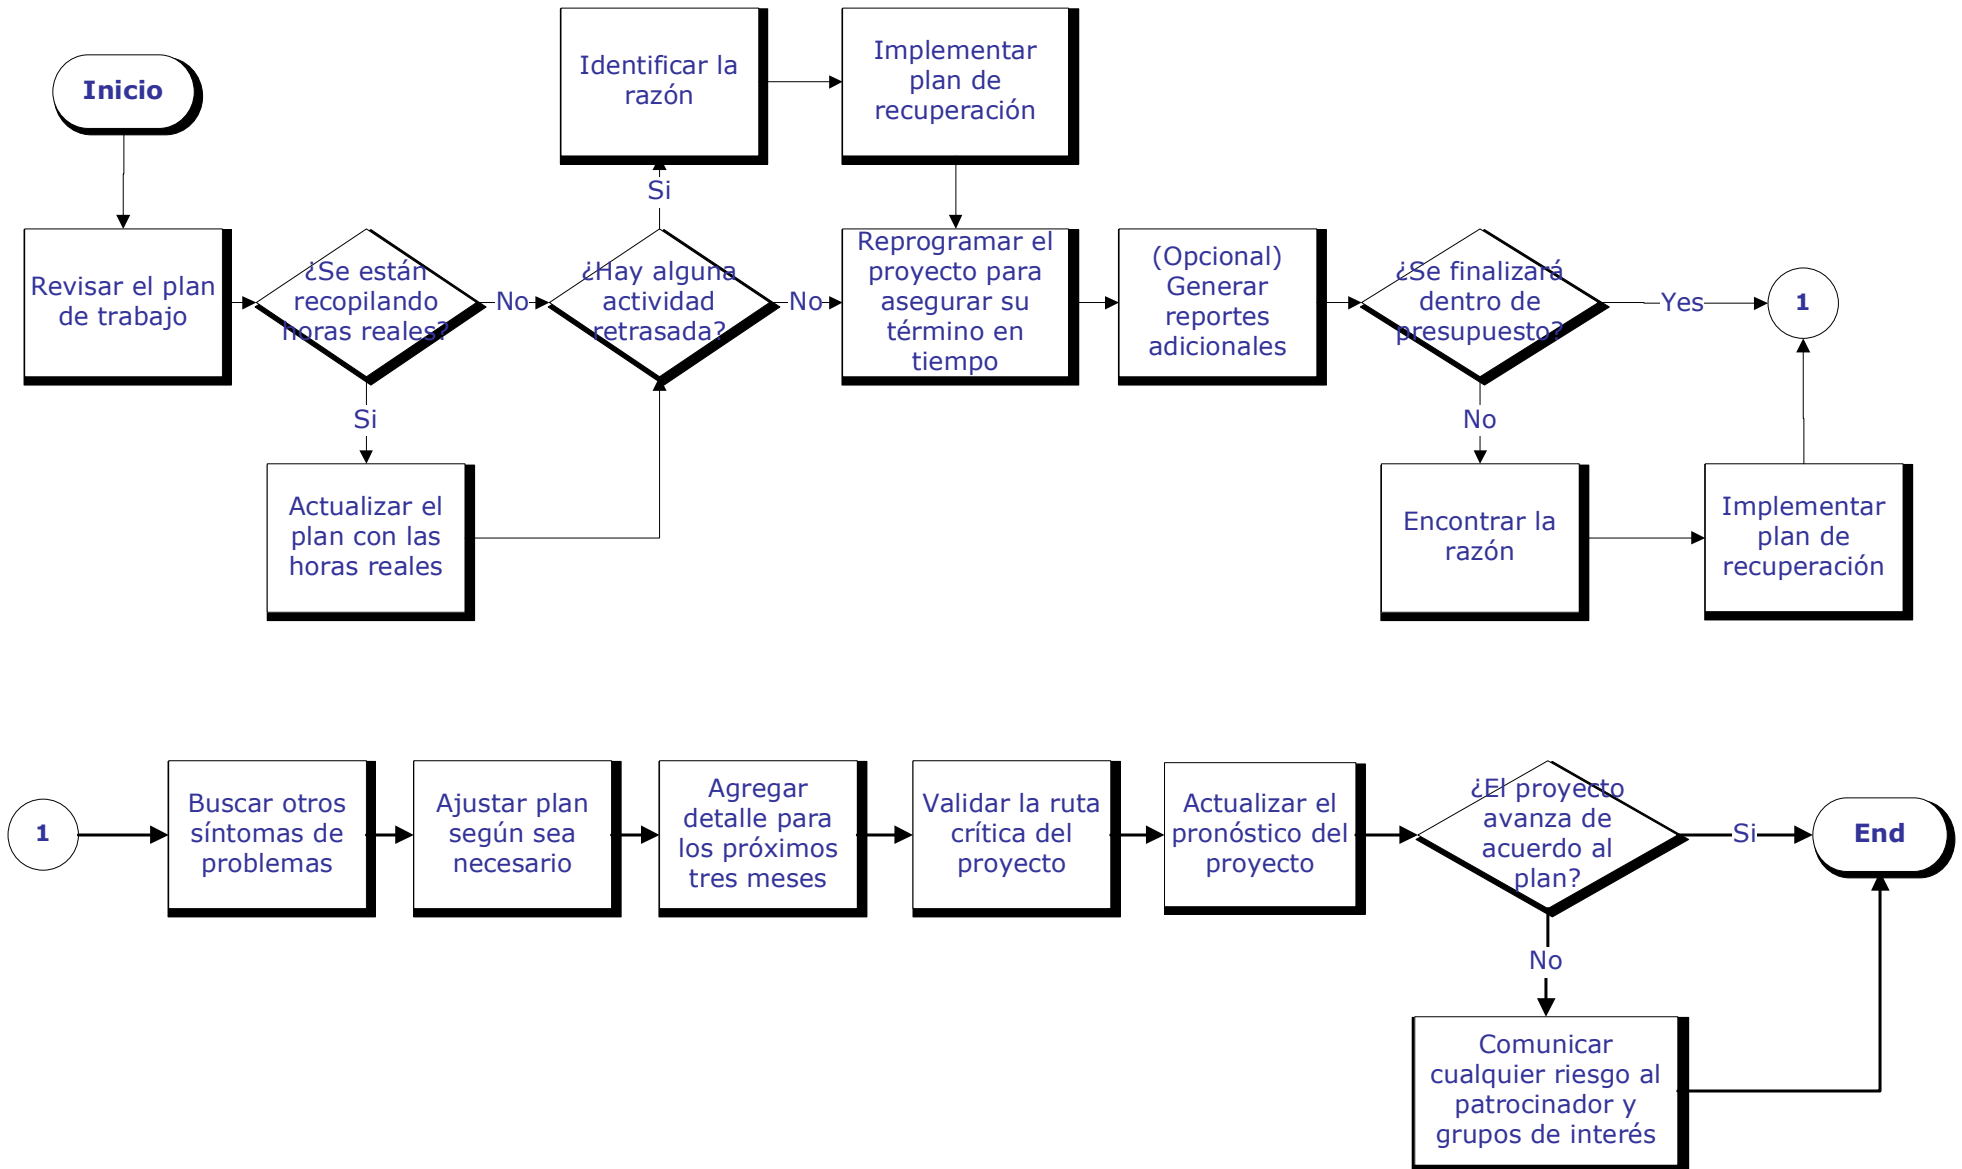 Inicio
Identificar la
razón
Implementar
plan de
recuperación
Si
Revisar el plan
de trabajo
¿Se están
recopilando
horas reales?
No
¿Hay alguna
actividad
retrasada?
No
Reprogramar el
proyecto para
asegurar su
término en
tiempo
(Opcional)
Generar
reportes
adicionales
¿Se finalizará
dentro de
presupuesto?
Yes
1
Si
No
Actualizar el
plan con las
horas reales
Encontrar la
razón
Implementar
plan de
recuperación
1
Buscar otros
síntomas de
problemas
Ajustar plan
según sea
necesario
Agregar
detalle para
los próximos
tres meses
Validar la ruta
crítica del
proyecto
Actualizar el
pronóstico del
proyecto
¿El proyecto
avanza de
acuerdo al
plan?
Si
End
No
Comunicar
cualquier riesgo al
patrocinador y
grupos de interés